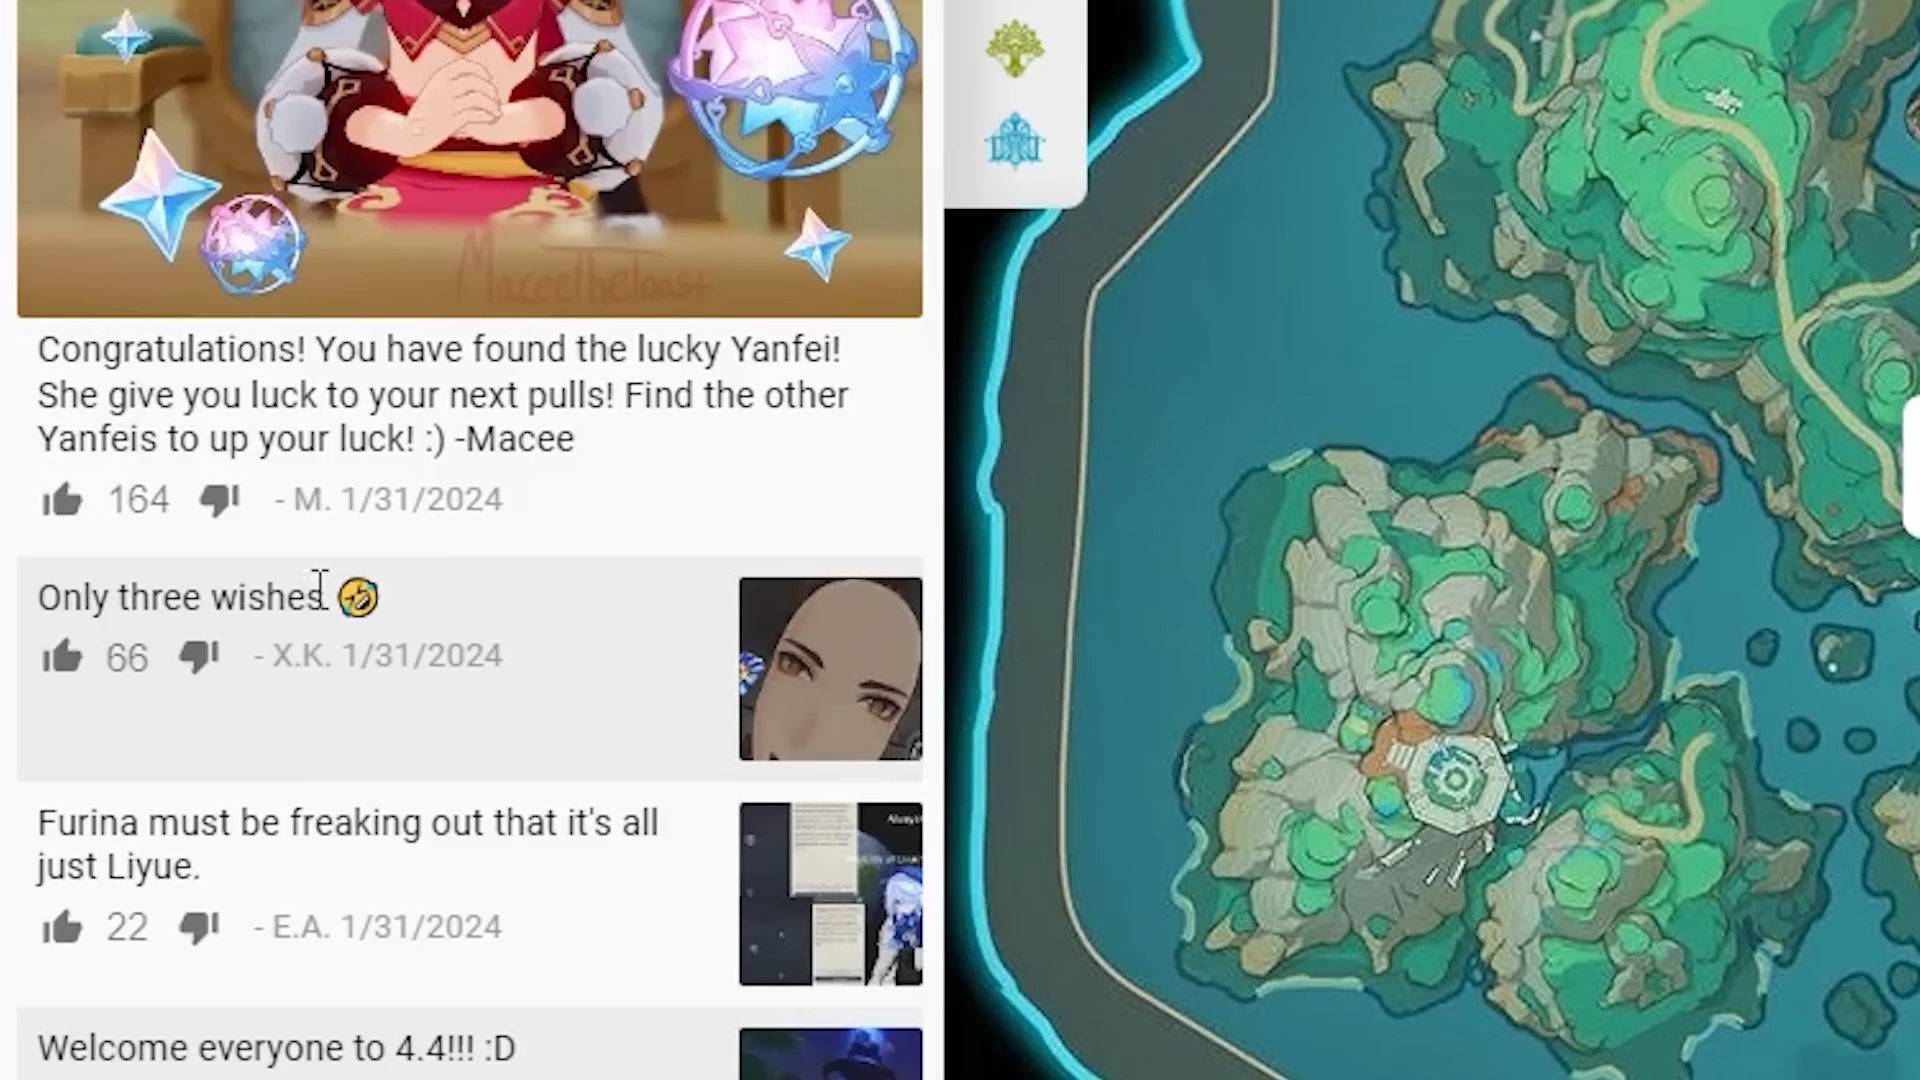 MaceeTheToast
Congratulations! You have found the lucky Yanfei!
She give you luck to your next pulls! Find the other
Yanfeis to up your luck! :) -Macee
164 - M. 1/31/2024
Only three wishes 🤣
66 - X.K. 1/31/2024
Furina must be freaking out that it's all
just Liyue.
22 - E.A. 1/31/2024
Welcome everyone to 4.4!!! :D